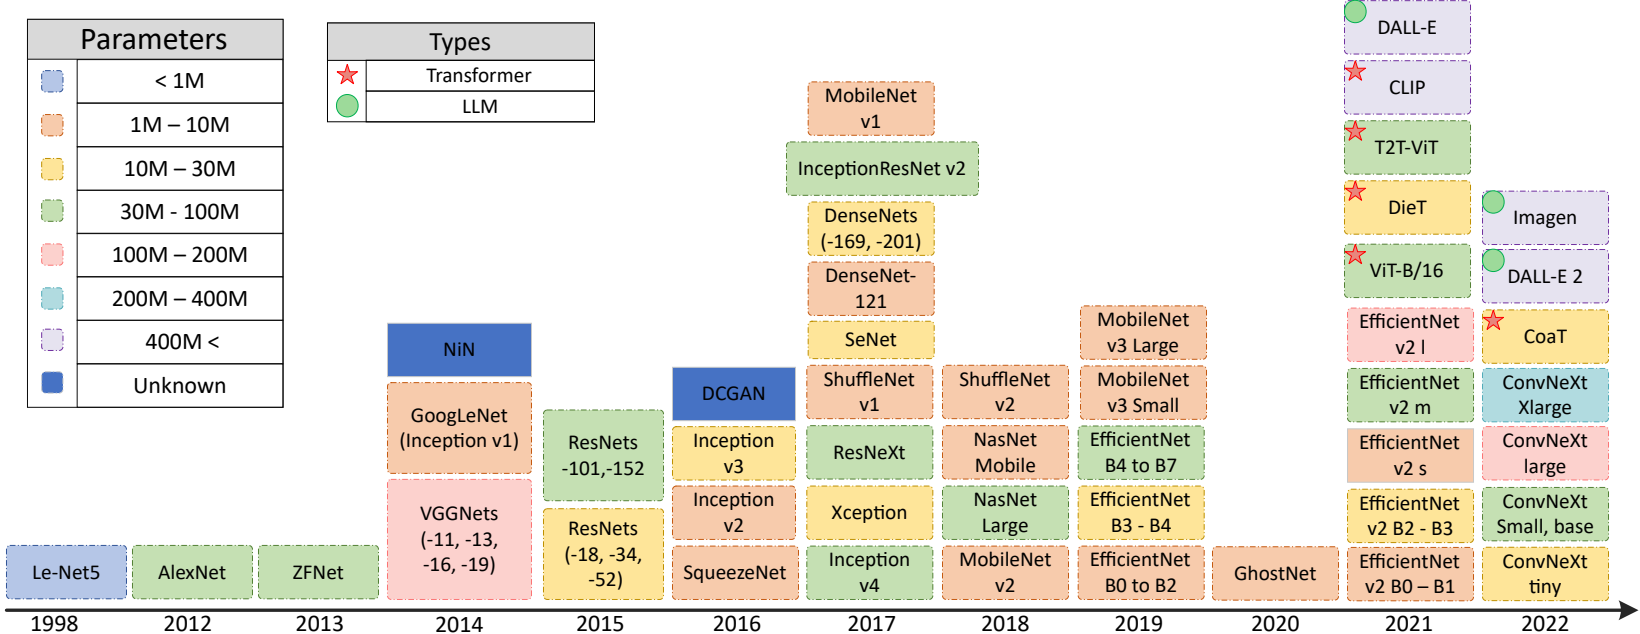 Parameters
< 1M
1M – 10M
10M – 30M
30M - 100M
100M – 200M
200M – 400M
400M <
Unknown
Types
Transformer
LLM
Le-Net5
1998
AlexNet
2012
ZFNet
2013
NiN
GoogLeNet
(Inception v1)
VGGNets
(-11, -13,
-16, -19)
2014
ResNets
-101,-152
ResNets
(-18, -34,
-52)
2015
DCGAN
Inception
v3
Inception
v2
SqueezeNet
2016
MobileNet
v1
InceptionResNet v2
DenseNets
(-169, -201)
DenseNet-
121
SeNet
ShuffleNet
v1
ResNeXt
Xception
Inception
v4
2017
ShuffleNet
v2
NasNet
Mobile
NasNet
Large
MobileNet
v2
2018
MobileNet
v3 Large
MobileNet
v3 Small
EfficientNet
B4 to B7
EfficientNet
B3 - B4
EfficientNet
B0 to B2
2019
GhostNet
2020
DALL-E
CLIP
T2T-ViT
DieT
ViT-B/16
EfficientNet
v2 l
EfficientNet
v2 m
EfficientNet
v2 s
EfficientNet
v2 B2 - B3
EfficientNet
v2 B0 – B1
2021
Imagen
DALL-E 2
CoaT
ConvNeXt
Xlarge
ConvNeXt
large
ConvNeXt
Small, base
ConvNeXt
tiny
2022